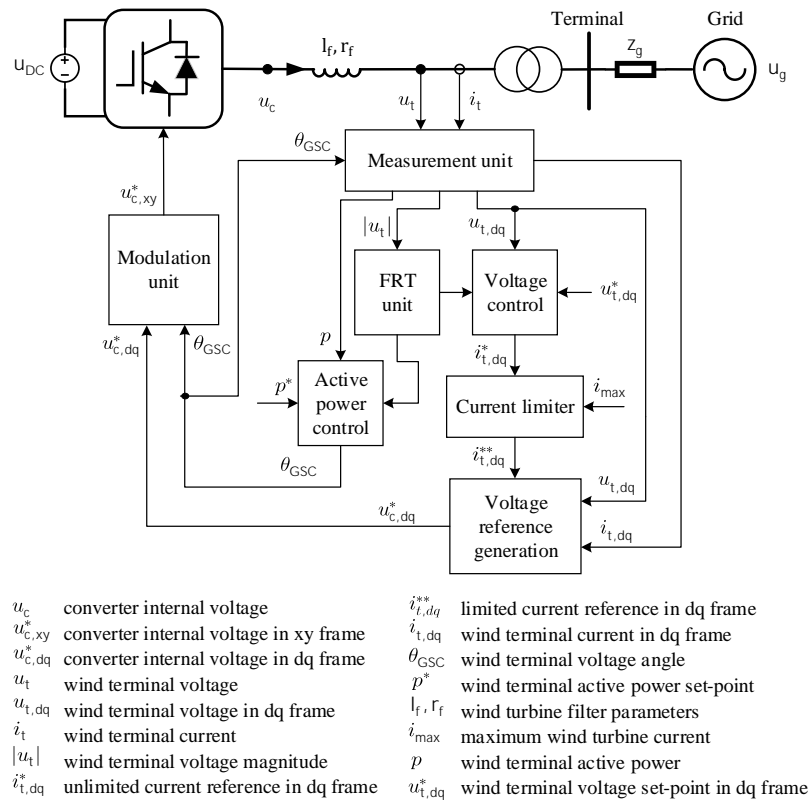 Terminal
Grid
u_DC
l_f, r_f
Z_g
u_g
u_c
u_t
i_t
θ_GSC
Measurement unit
u*_c,xy
|u_t|
u_t,dq
Modulation
unit
FRT
unit
Voltage
control
u*_t,dq
u*_c,dq
θ_GSC
p
i*_t,dq
p*
Active
power
control
Current limiter
i_max
θ_GSC
i**_t,dq
u*_c,dq
Voltage
reference
generation
u_t,dq
i_t,dq
u_c converter internal voltage
u*_c,xy converter internal voltage in xy frame
u*_c,dq converter internal voltage in dq frame
u_t wind terminal voltage
u_t,dq wind terminal voltage in dq frame
i_t wind terminal current
|u_t| wind terminal voltage magnitude
i*_t,dq unlimited current reference in dq frame
i**_t,dq limited current reference in dq frame
i_t,dq wind terminal current in dq frame
θ_GSC wind terminal voltage angle
p* wind terminal active power set-point
l_f, r_f wind turbine filter parameters
i_max maximum wind turbine current
p wind terminal active power
u*_t,dq wind terminal voltage set-point in dq frame